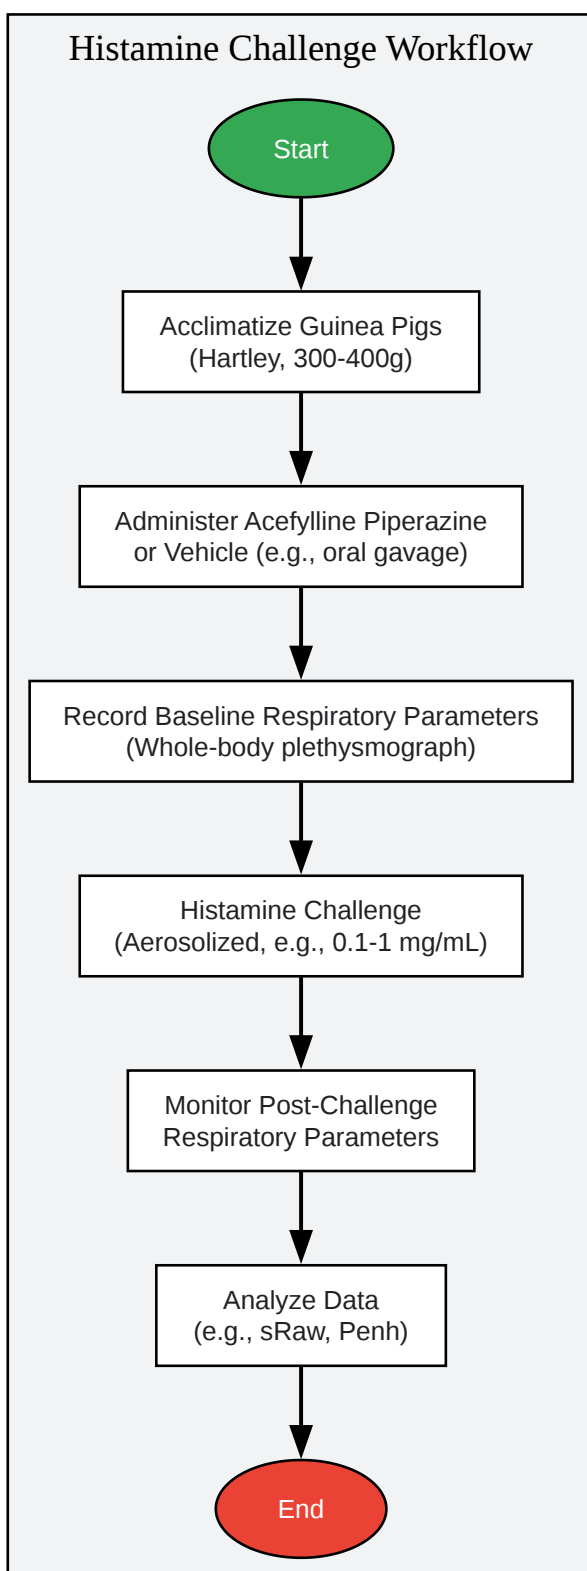 Histamine Challenge Workflow
Start
Acclimatize Guinea Pigs
(Hartley, 300-400g)
Administer Acefylline Piperazine
or Vehicle (e.g., oral gavage)
Record Baseline Respiratory Parameters
(Whole-body plethysmograph)
Histamine Challenge
(Aerosolized, e.g., 0.1-1 mg/mL)
Monitor Post-Challenge
Respiratory Parameters
Analyze Data
(e.g., sRaw, Penh)
End